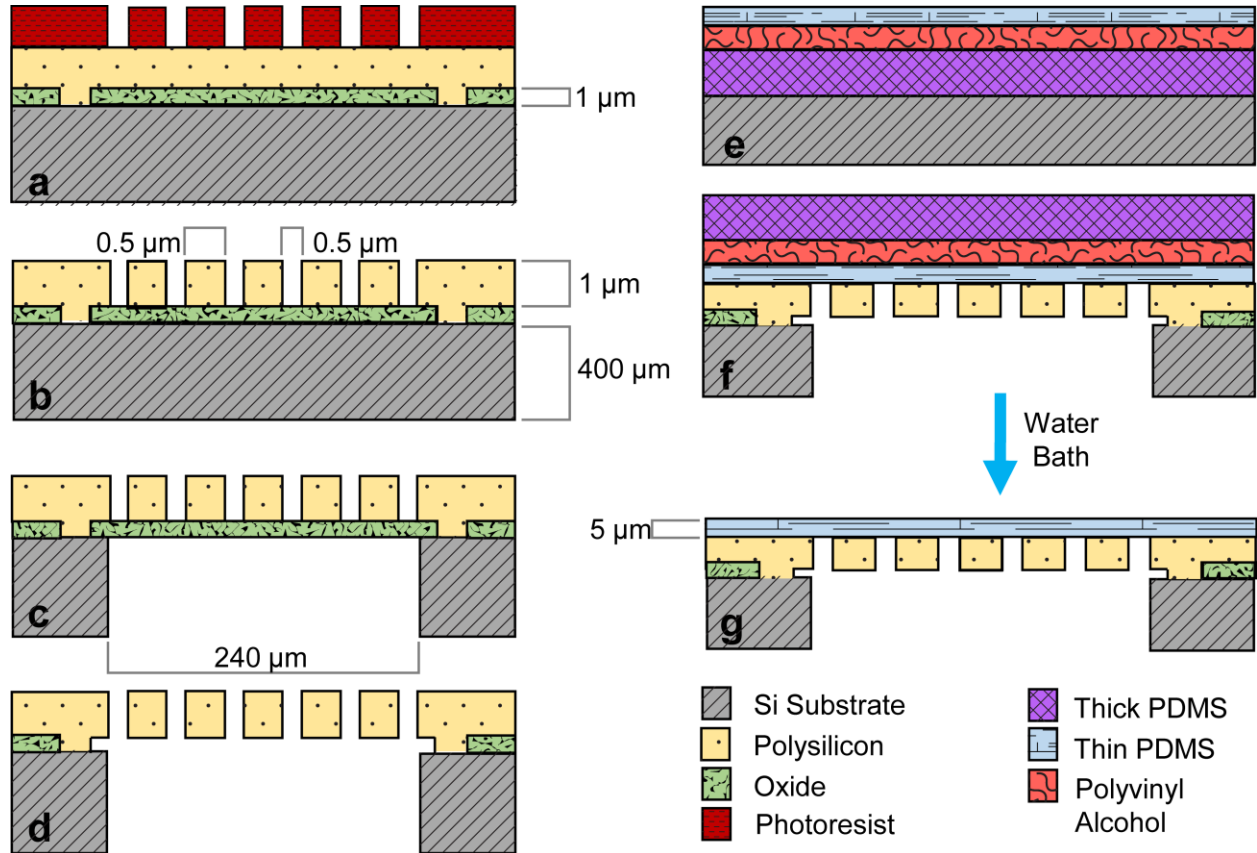 1 μm
a
0.5 μm
0.5 μm
1 μm
400 μm
b
c
240 μm
d
e
f
Water
Bath
5 μm
g
Si Substrate
Polysilicon
Oxide
Photoresist
Thick PDMS
Thin PDMS
Polyvinyl
Alcohol